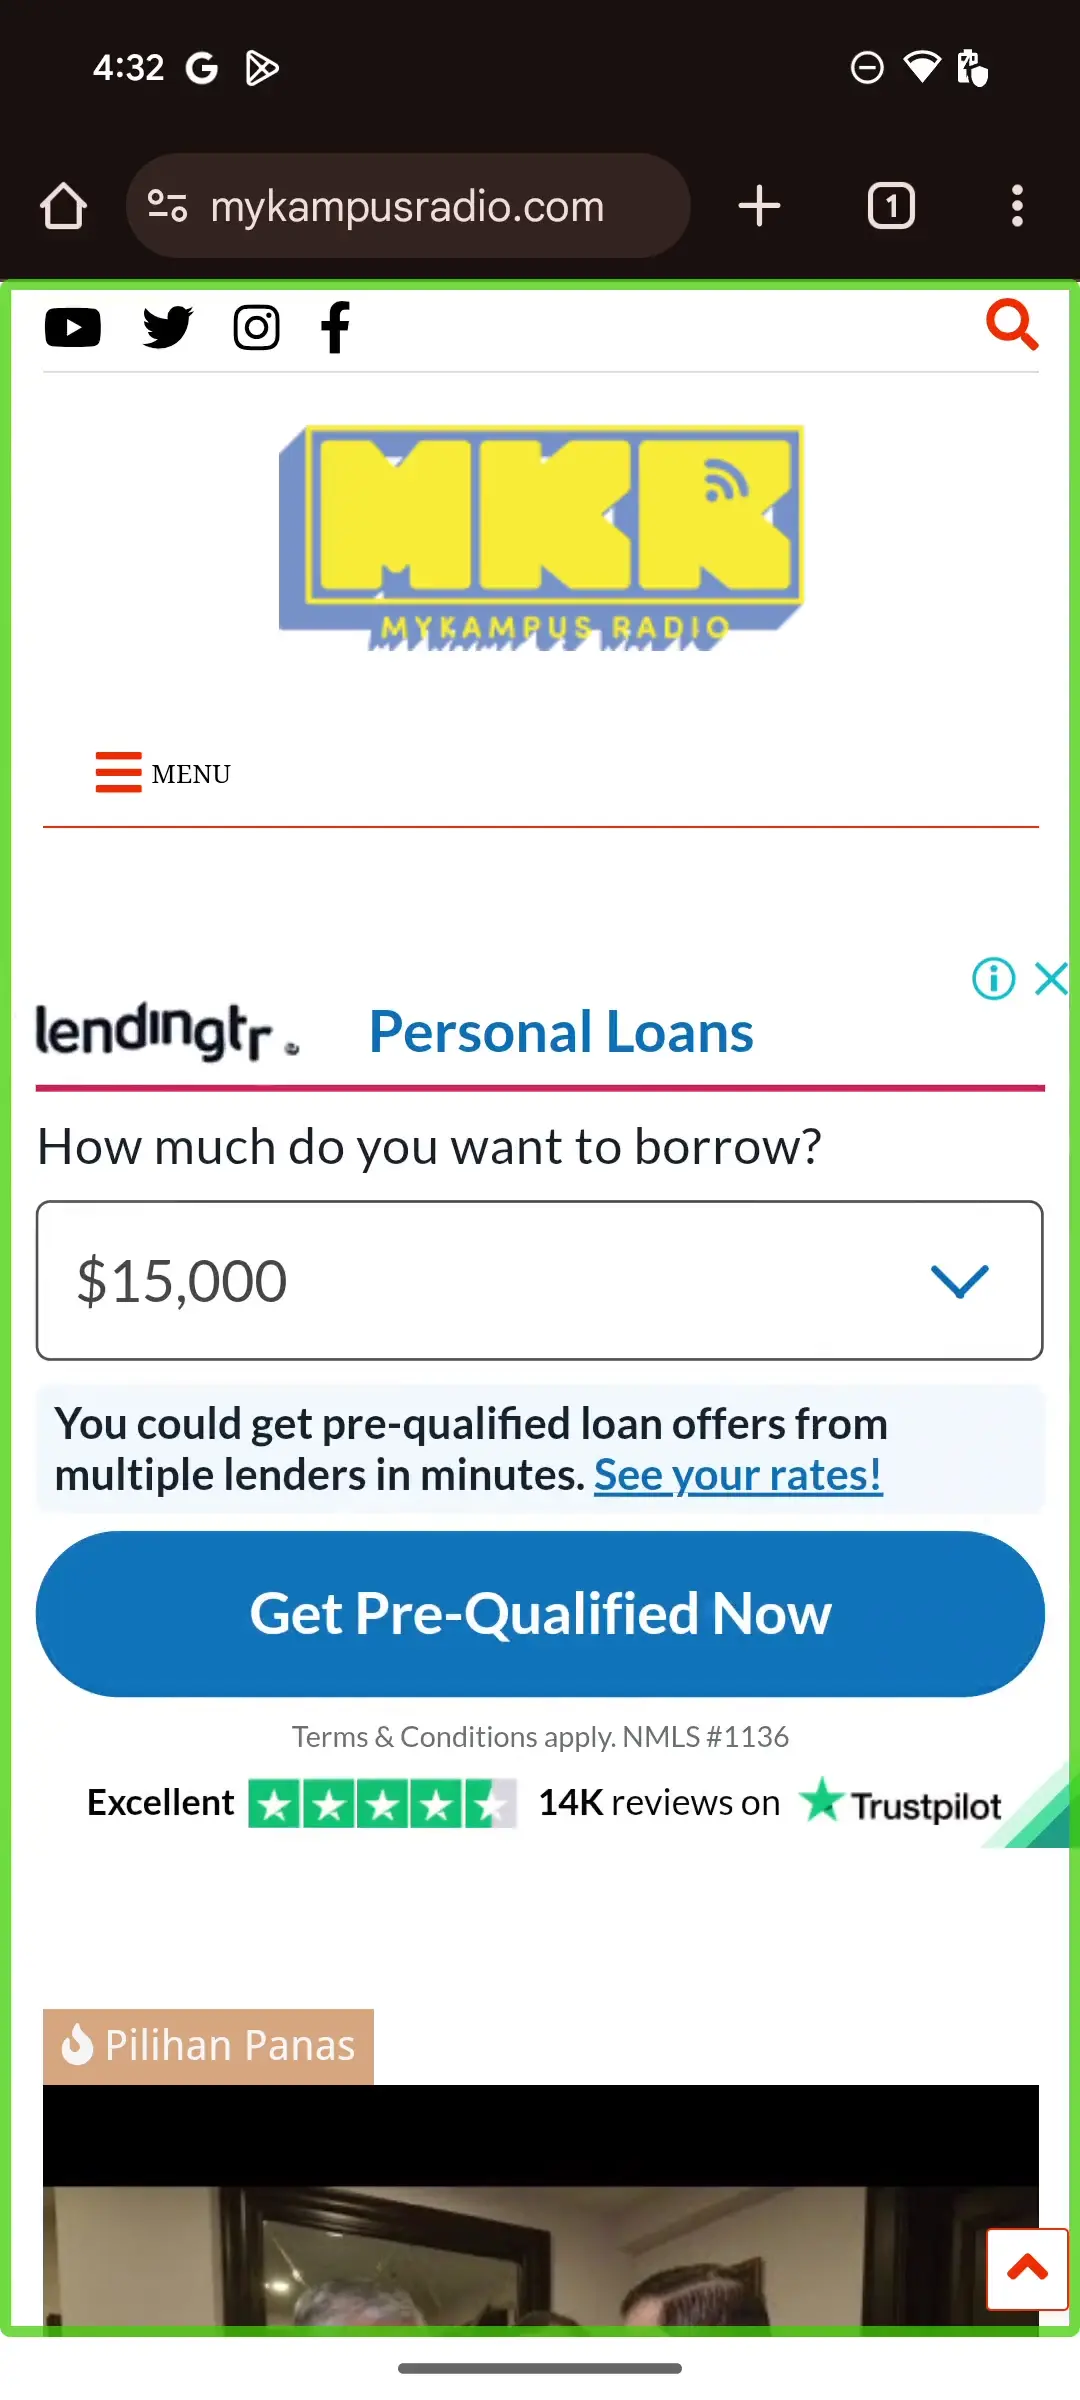 4:32
mykampusradio.com
1
MKR
MYKAMPUS RADIO
MENU
lendingtr
Personal Loans
How much do you want to borrow?
$15,000
You could get pre-qualified loan offers from
multiple lenders in minutes. See your rates!
Get Pre-Qualified Now
Terms & Conditions apply. NMLS #1136
Excellent 14K reviews on Trustpilot
Pilihan Panas